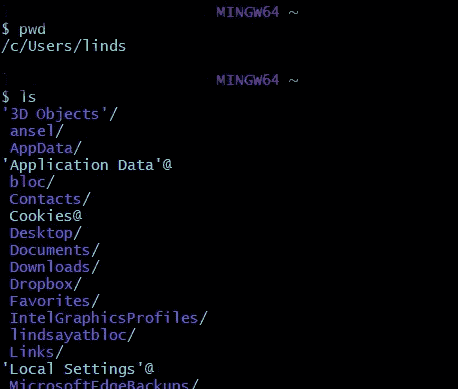 MINGW64 ~
$ pwd
/c/Users/linds
MINGW64 ~
$ ls
'3D Objects'/
ansel/
AppData/
'Application Data'@
bloc/
Contacts/
Cookies@
Desktop/
Documents/
Downloads/
Dropbox/
Favorites/
IntelGraphicsProfiles/
lindsayatbloc/
Links/
'Local Settings'@
MicrosoftEdgeBackups/